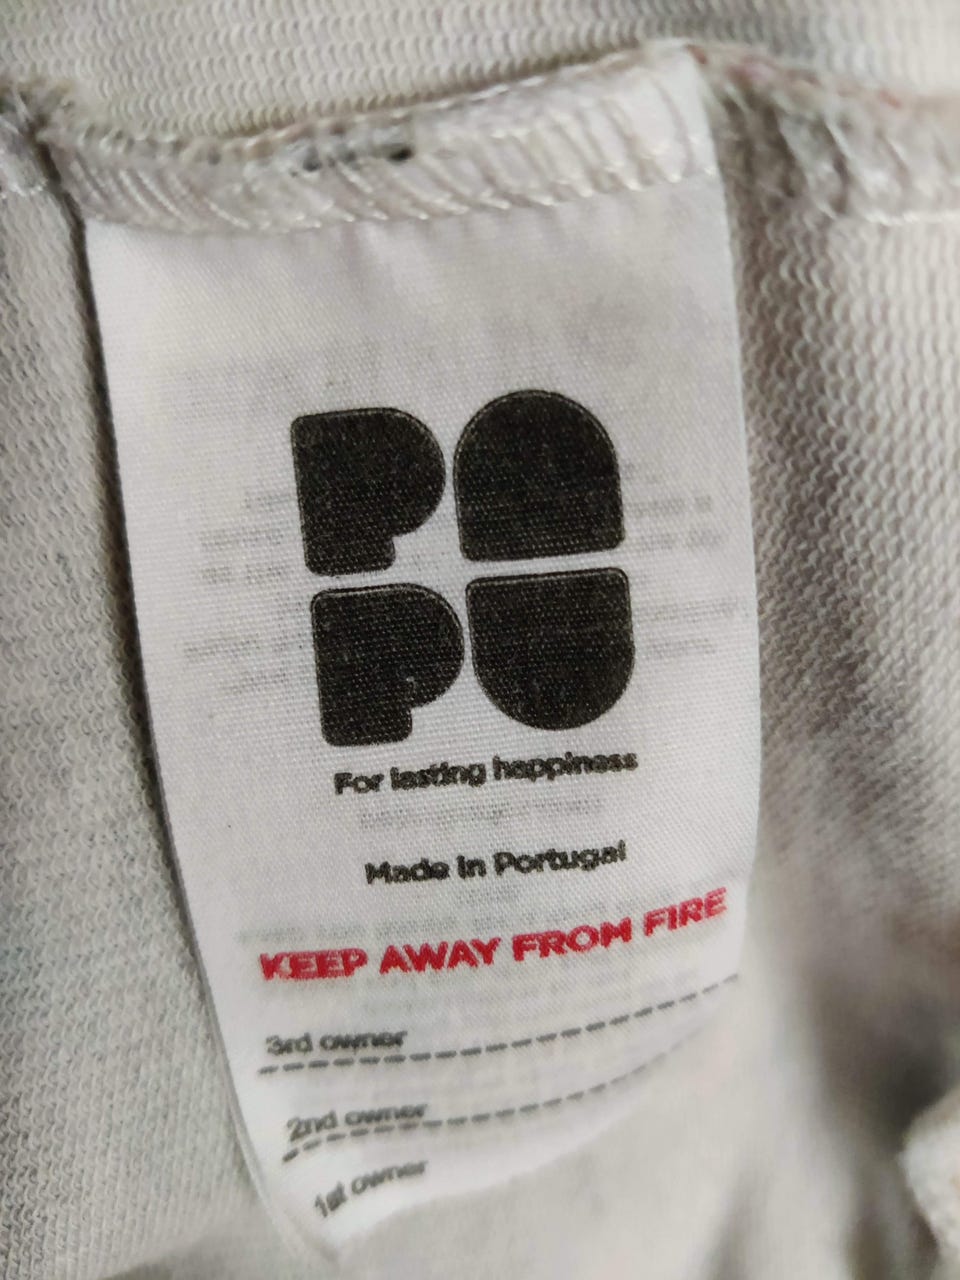 PA
PU
For lasting happiness
Made in Portugal
KEEP AWAY FROM FIRE
3rd owner
2nd owner
1st owner